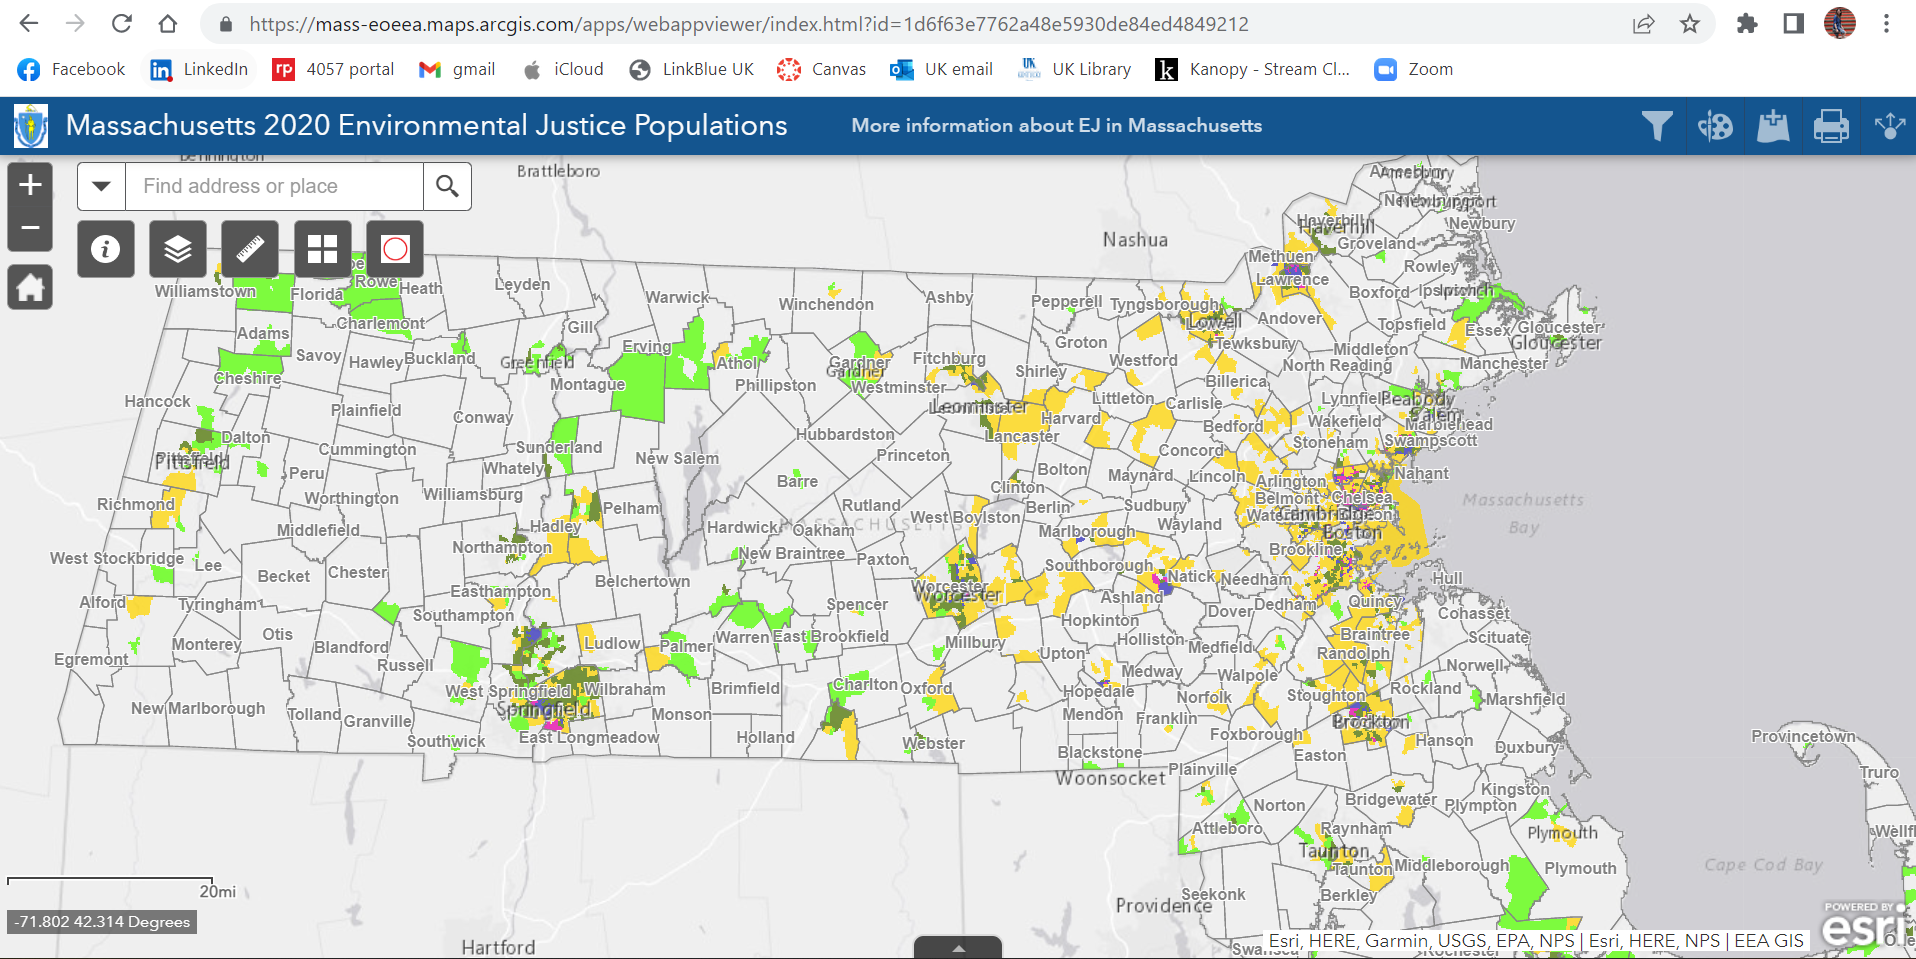 https://mass-eoeea.maps.arcgis.com/apps/webappviewer/index.html?id=1d6f63e7762a48e5930de84ed4849212
Facebook LinkedIn rp 4057 portal gmail iCloud LinkBlue UK Canvas UK email UK UK Library k Kanopy - Stream Cl... Zoom
Massachusetts 2020 Environmental Justice Populations More information about EJ in Massachusetts
Bennington
Brattleboro
Find address or place
Amesbury
Newburyport
Newbury
Haverhill
Haverhill
Nashua
Groveland
Methuen
Rowley
Lawrence
Williamstown Florida Rowe Heath Leyden
Warwick Winchendon Ashby Pepperell Tyngsborough
Boxford Ipswich
Lowell Andover Topsfield Essex Gloucester
Gloucester
Adams Charlemont Gill
Savoy Hawley Buckland Greenfield Erving Athol
Gardner
Gardner
Fitchburg Shirley Groton Westford Tewksbury
Middleton
North Reading Manchester
Cheshire Montague Phillipston Westminster
Billerica
Hancock Plainfield Conway
Leominster Harvard Littleton Carlisle Lynnfield Peabody
Salem
Marblehead
Dalton Cummington Sunderland Hubbardston Lancaster Bedford Wakefield
Stoneham Swampscott
Pittsfield Peru Whately New Salem Princeton Concord
Bolton Maynard Lincoln Arlington Nahant
Barre Clinton
Richmond Worthington Williamsburg Pelham Rutland Berlin Sudbury Belmont Chelsea
Massachusetts
Bay
Middlefield Hadley Hardwick Oakham West Boylston Marlborough Wayland Cambridge
MASSACHUSETTS
Boston
Northampton New Braintree Paxton Brookline
West Stockbridge Lee Becket Chester Belchertown Southborough Natick Needham Hull
Easthampton Worcester
Worcester
Alford Tyringham Southampton Spencer Ashland Dover Dedham Quincy Cohasset
Hopkinton
Monterey Otis Blandford Ludlow Palmer Warren East Brookfield Millbury Holliston Medfield Braintree Scituate
Egremont Russell Upton Randolph
Medway Walpole Norwell
West Springfield Wilbraham Brimfield Charlton Oxford Hopedale Norfolk Stoughton Rockland Marshfield
New Marlborough Tolland Granville Springfield Monson Mendon Franklin Brockton
Southwick East Longmeadow Holland Webster Blackstone Foxborough Easton Hanson Duxbury Provincetown
Woonsocket Plainville Truro
Kingston
Norton Bridgewater Plympton
Attleboro Raynham Plymouth Wellfl
Taunton
Taunton Middleborough Plymouth Cape Cod Bay
Seekonk Berkley
20mi
Providence
-71.802 42.314 Degrees
POWERED BY
esri
Hartford
Swansea Rochester
Esri, HERE, Garmin, USGS, EPA, NPS | Esri, HERE, NPS | EEA GIS